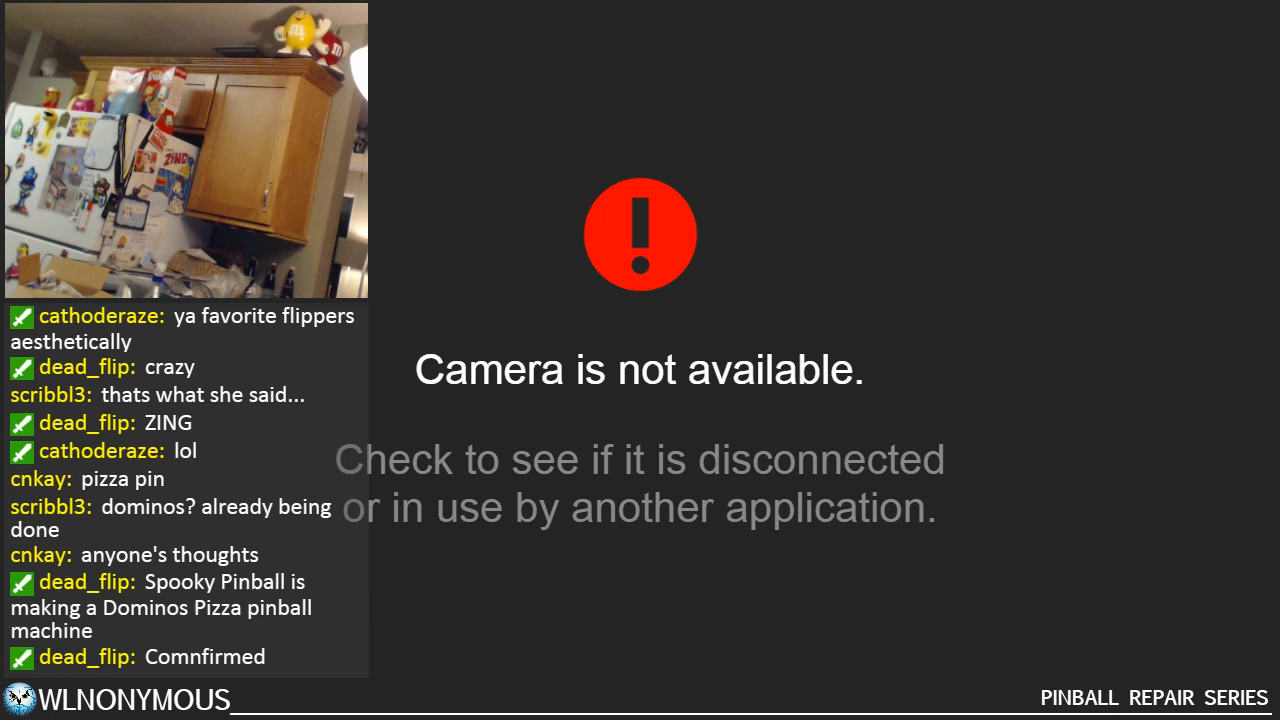 m
m
ZING
cathoderaze: ya favorite flippers
aesthetically
dead_flip: crazy
scribbl3: thats what she said...
dead_flip: ZING
cathoderaze: lol
cnkay: pizza pin
scribbl3: dominos? already being
done
cnkay: anyone's thoughts
dead_flip: Spooky Pinball is
making a Dominos Pizza pinball
machine
dead_flip: Comnfirmed
Camera is not available.
Check to see if it is disconnected
or in use by another application.
WLNONYMOUS
PINBALL REPAIR SERIES